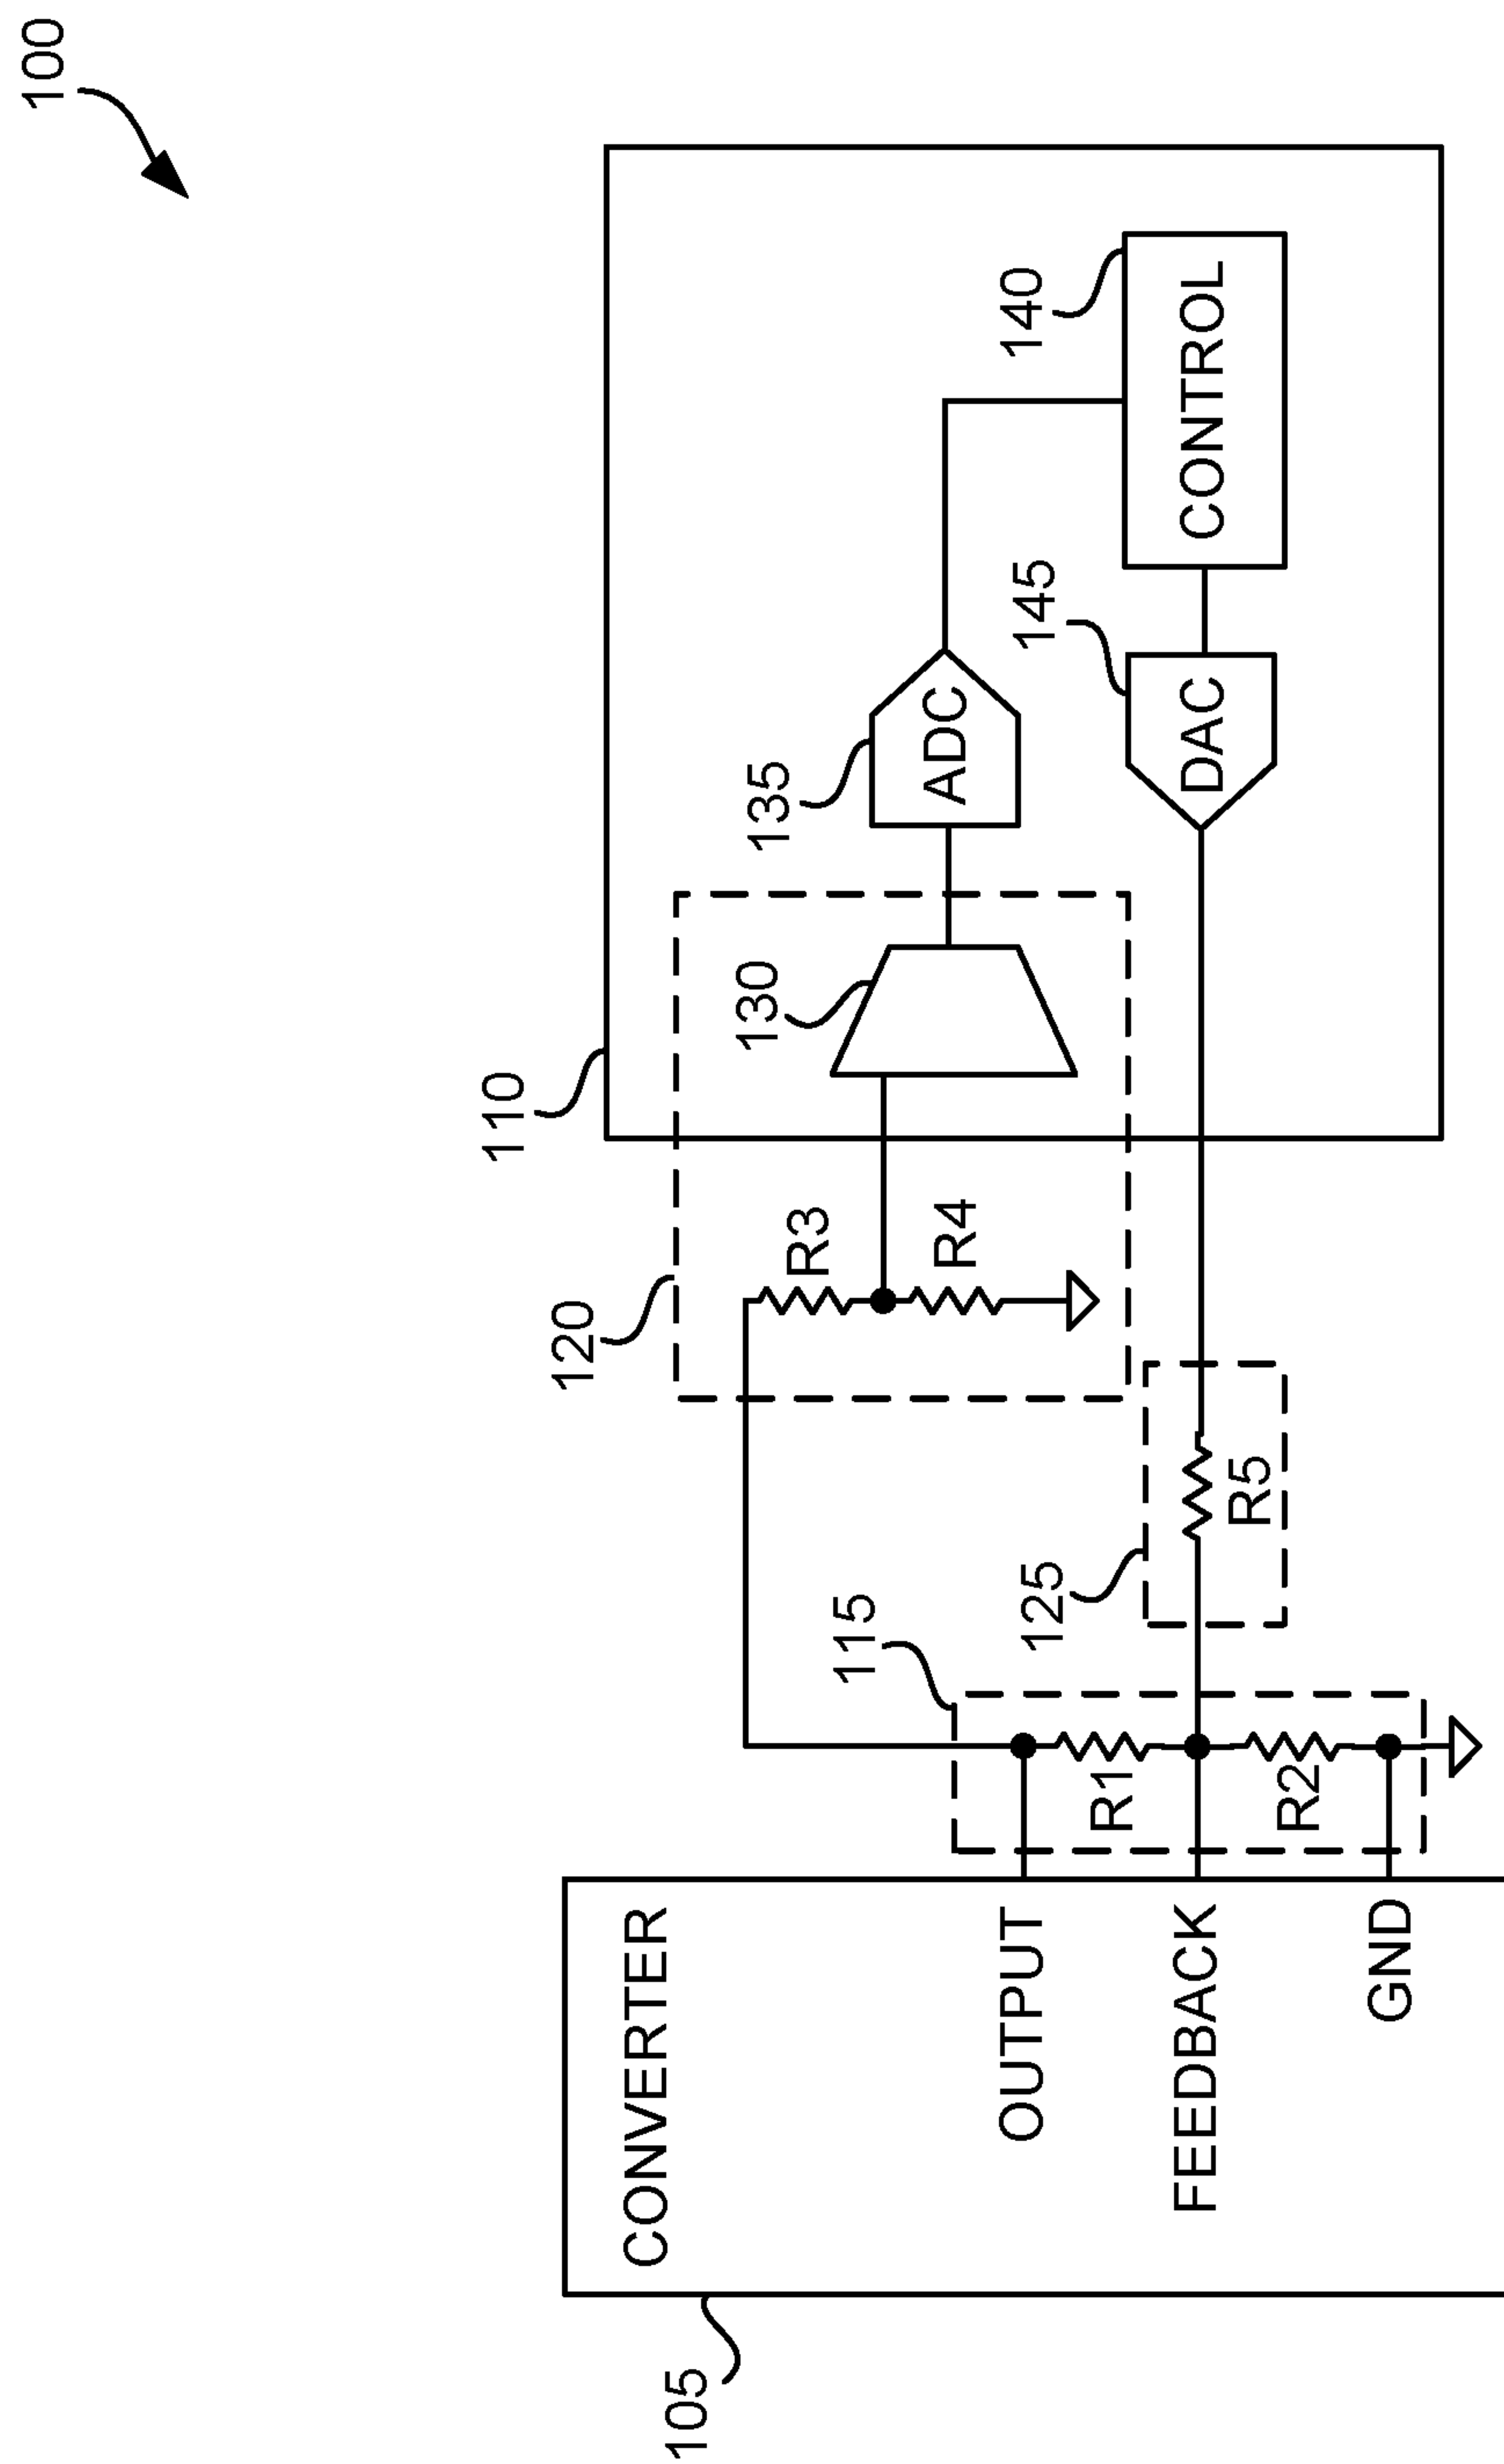 100
110
120
130
135
140
145
ADC
CONTROL
DAC
R3
R4
115
125
R5
105
CONVERTER
OUTPUT
R1
FEEDBACK
R2
GND